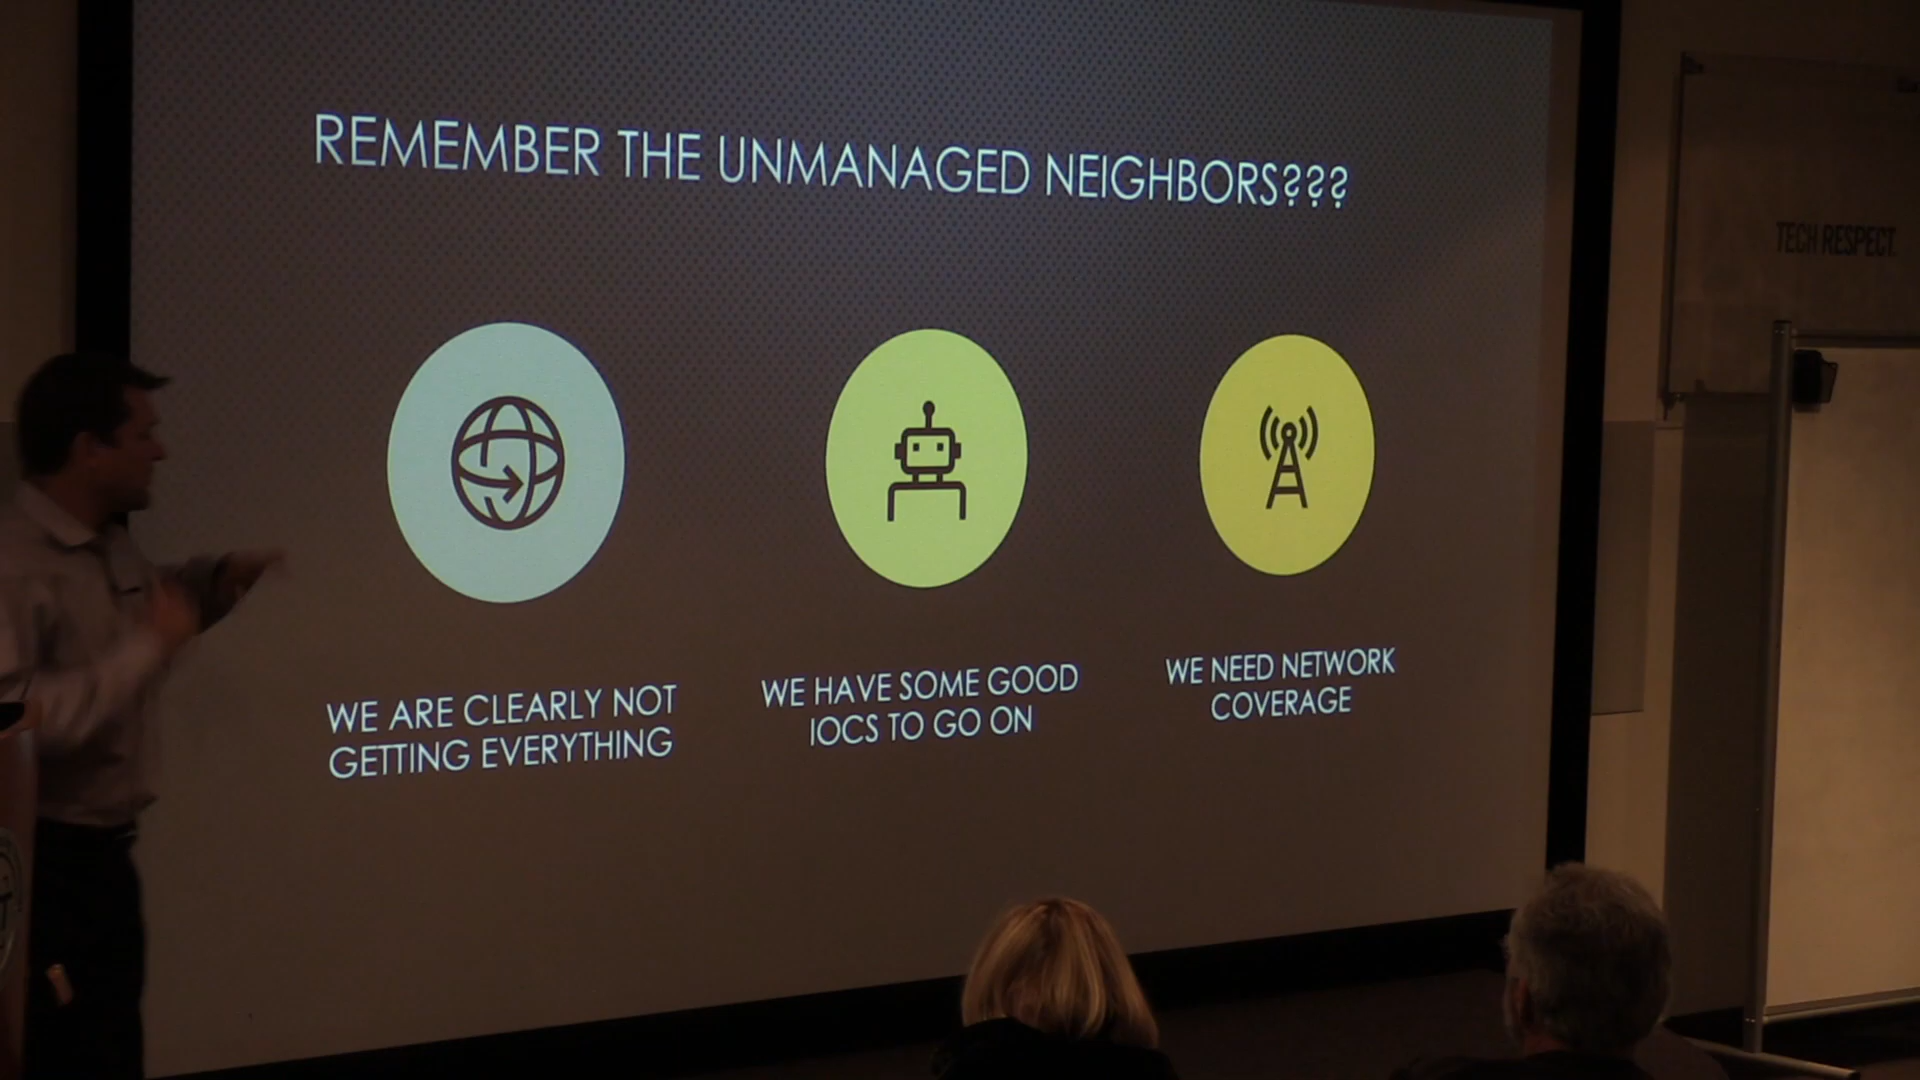 REMEMBER THE UNMANAGED NEIGHBORS???
TECH RESPECT.
WE ARE CLEARLY NOT
GETTING EVERYTHING
WE HAVE SOME GOOD
IOCS TO GO ON
WE NEED NETWORK
COVERAGE